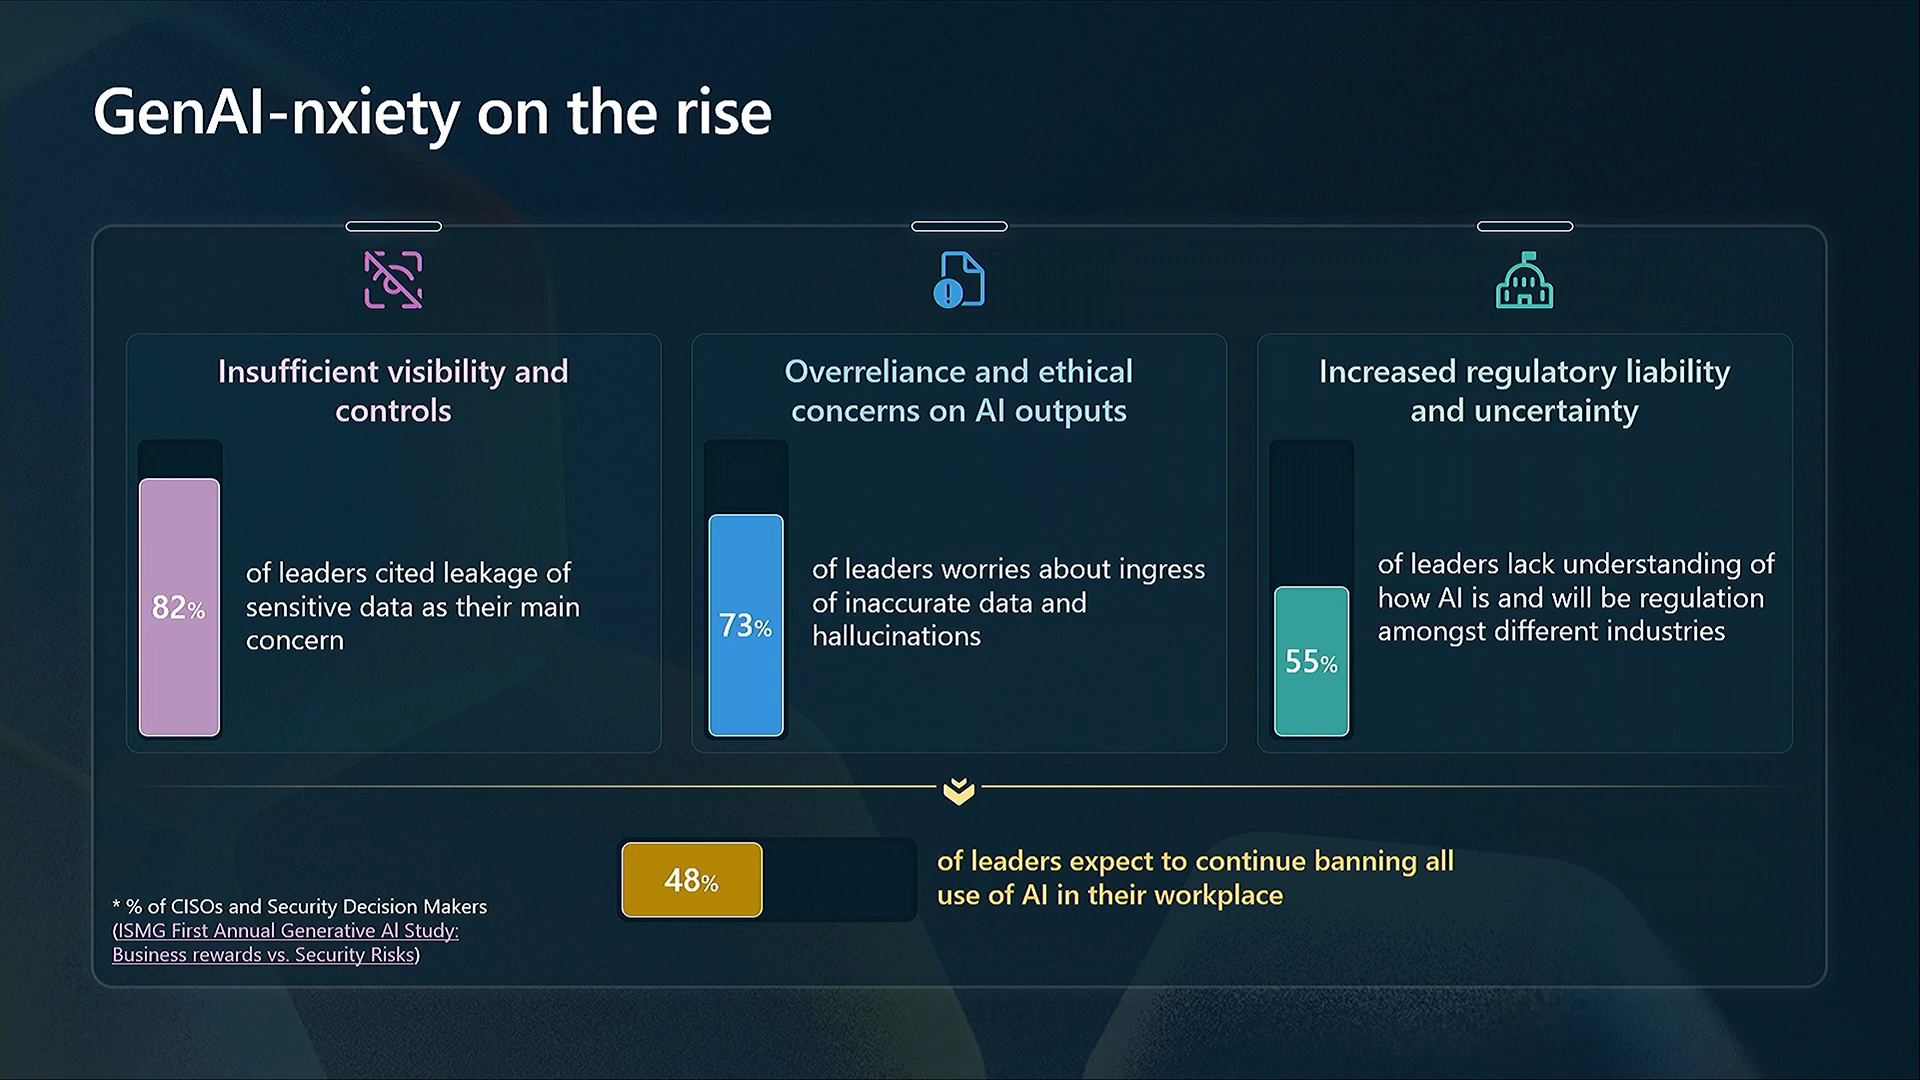 GenAI-nxiety on the rise
Insufficient visibility and
controls
82%
of leaders cited leakage of
sensitive data as their main
concern
Overreliance and ethical
concerns on AI outputs
73%
of leaders worries about ingress
of inaccurate data and
hallucinations
Increased regulatory liability
and uncertainty
55%
of leaders lack understanding of
how AI is and will be regulation
amongst different industries
48%
of leaders expect to continue banning all
use of AI in their workplace
* % of CISOs and Security Decision Makers
(ISMG First Annual Generative AI Study:
Business rewards vs. Security Risks)